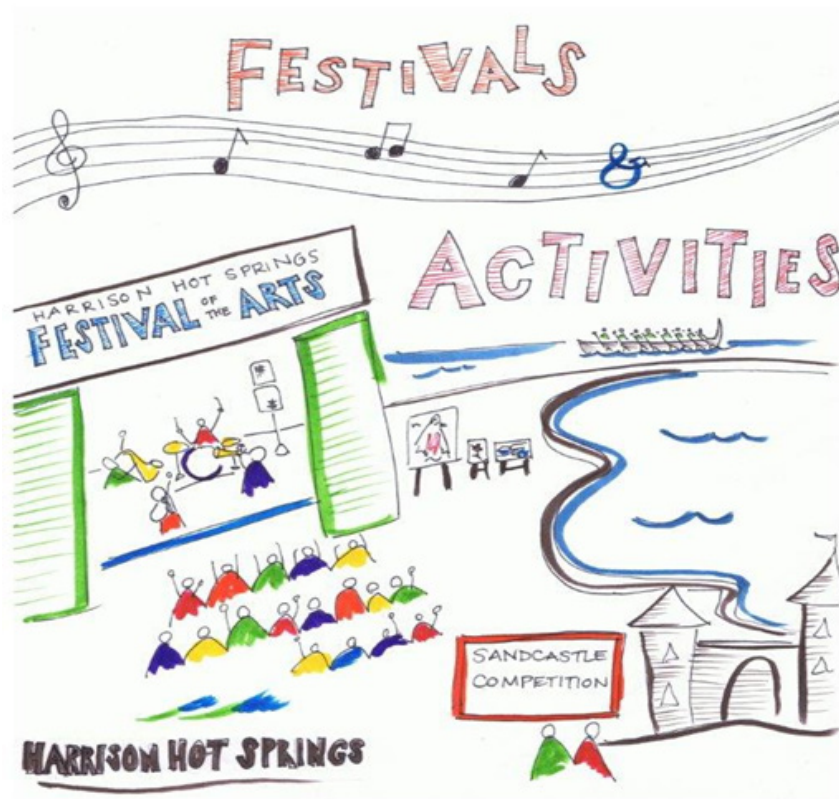 FESTIVALS
&
ACTIVITIES
HARRISON HOT SPRINGS
FESTIVAL OF THE ARTS
SANDCASTLE
COMPETITION
HARRISON HOT SPRINGS